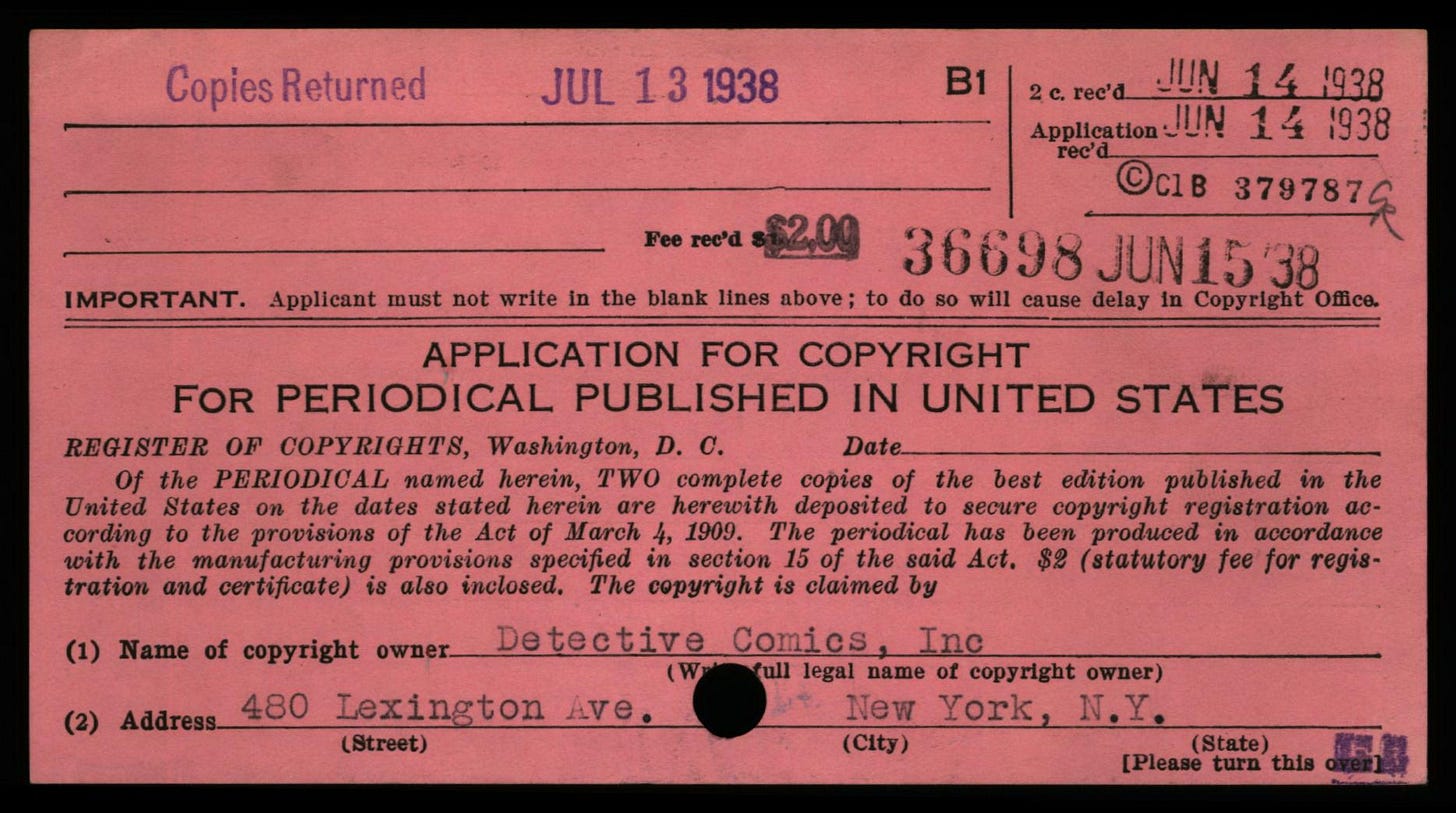 Copies Returned JUL 13 1938 B1
2 c. rec'd JUN 14 1938
Application JUN 14 1938
rec'd
©Cl B 379787
Fee rec'd $2.00 36698 JUN 15 '38
IMPORTANT. Applicant must not write in the blank lines above; to do so will cause delay in Copyright Office.
APPLICATION FOR COPYRIGHT
FOR PERIODICAL PUBLISHED IN UNITED STATES
REGISTER OF COPYRIGHTS, Washington, D. C. Date
Of the PERIODICAL named herein, TWO complete copies of the best edition published in the
United States on the dates stated herein are herewith deposited to secure copyright registration ac-
cording to the provisions of the Act of March 4, 1909. The periodical has been produced in accordance
with the manufacturing provisions specified in section 15 of the said Act. $2 (statutory fee for regis-
tration and certificate) is also inclosed. The copyright is claimed by
(1) Name of copyright owner Detective Comics, Inc
full legal name of copyright owner)
(2) Address 480 Lexington Ave. New York, N.Y.
(Street) (City) (State)
[Please turn this over]